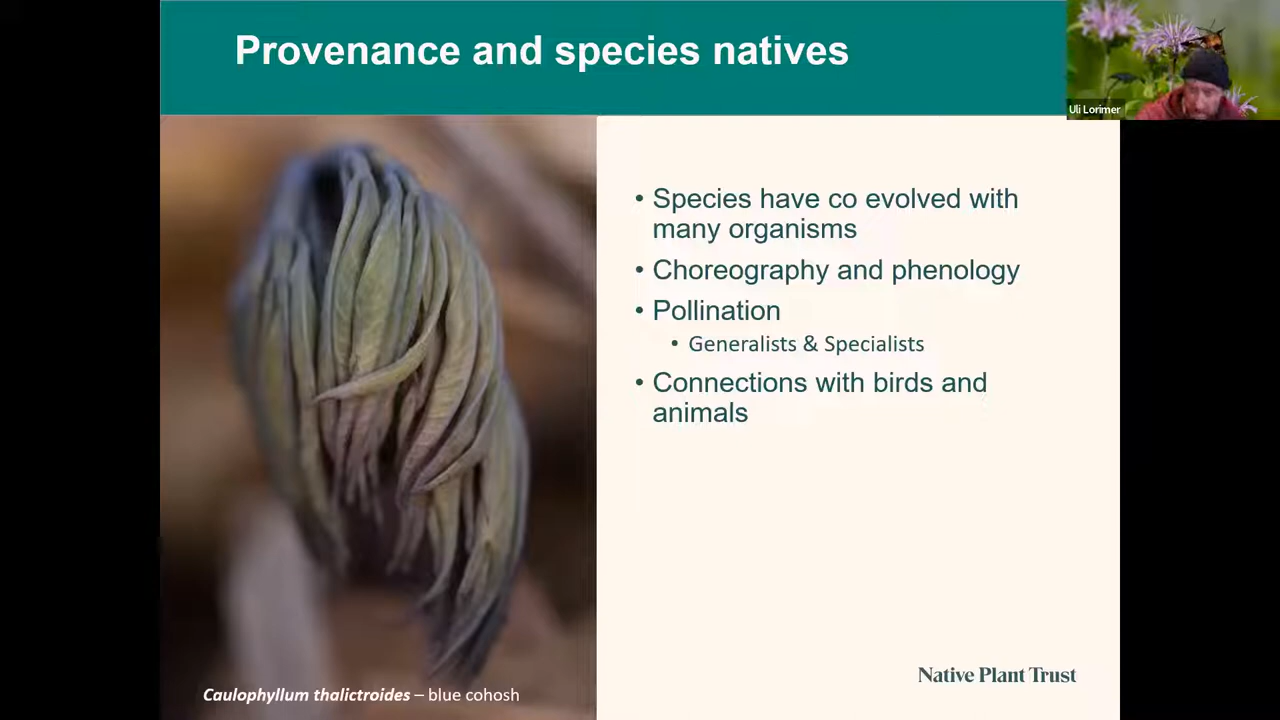 Provenance and species natives
Uli Lorimer
• Species have co evolved with
many organisms
• Choreography and phenology
• Pollination
• Generalists & Specialists
• Connections with birds and
animals
Caulophyllum thalictroides – blue cohosh
Native Plant Trust